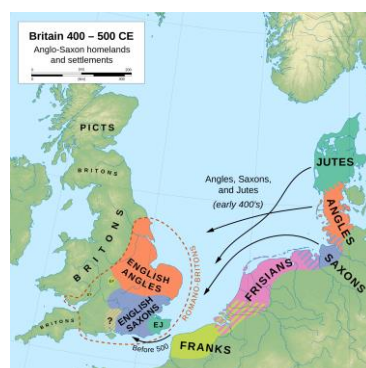 Britain 400 – 500 CE
Anglo-Saxon homelands
and settlements
PICTS
BRITONS
BRITONS
BRITONS
ENGLISH
ANGLES
ENGLISH
SAXONS
EJ
?
ROMANO-BRITONS
Before 500
Angles, Saxons,
and Jutes
(early 400's)
JUTES
ANGLES
SAXONS
FRISIANS
FRANKS